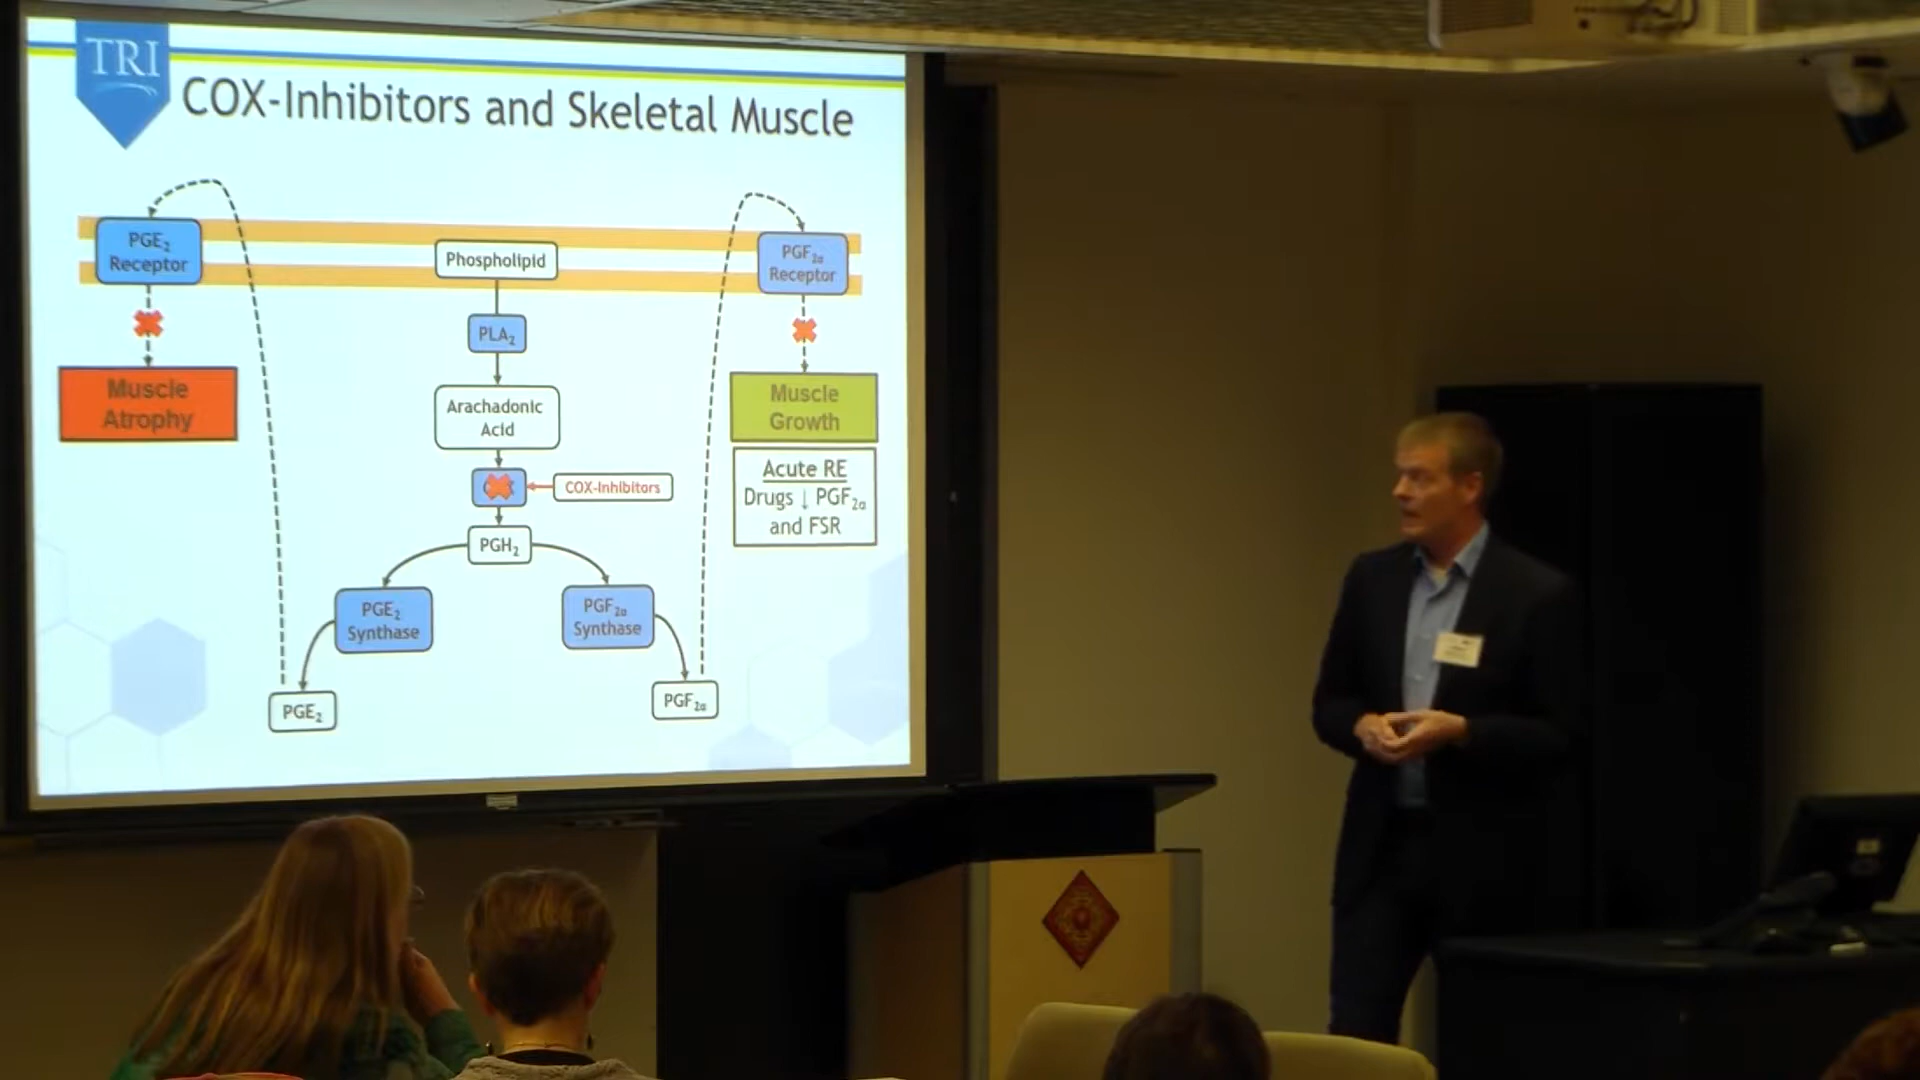 TRI
COX-Inhibitors and Skeletal Muscle
PGE₂
Receptor
Phospholipid
PGF₂α
Receptor
PLA₂
Muscle
Atrophy
Arachadonic
Acid
Muscle
Growth
Acute RE
Drugs ↓ PGF₂α
and FSR
COX-Inhibitors
PGH₂
PGE₂
Synthase
PGF₂α
Synthase
PGE₂
PGF₂α